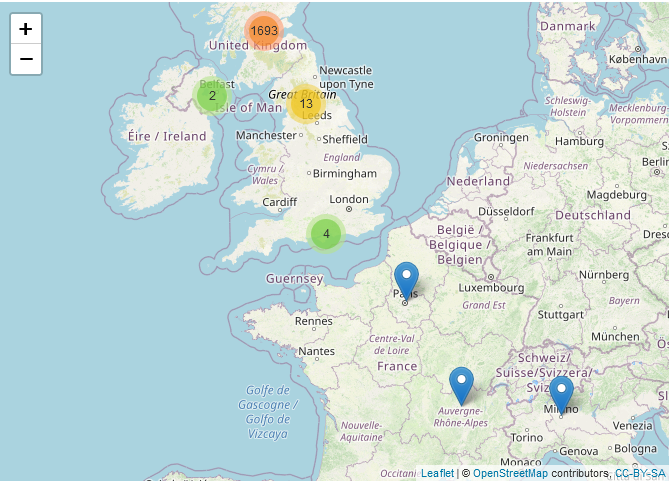 +
−
1693
United Kingdom
Danmark
København
Newcastle
upon Tyne
Belfast
2
Great Britain
Isle of Man
13
Leeds
Schleswig-
Holstein
Mecklenburg-
Vorpommern
Éire / Ireland
Manchester
Sheffield
Groningen
Hamburg
England
Cymru /
Wales
Birmingham
Niedersachsen
Berlin
Nederland
Magdeburg
Cardiff
London
Düsseldorf
Deutschland
4
België /
Belgique /
Belgien
Frankfurt
am Main
Guernsey
Luxembourg
Nürnberg
Paris
Grand Est
Bayern
Rennes
Stuttgart
Centre-Val
de Loire
München
Nantes
France
Schweiz/
Suisse/Svizzera/
Golfe de
Gascogne /
Golfo de
Vizcaya
Auvergne-
Rhône-Alpes
Milano
Nouvelle-
Aquitaine
Torino
Venezia
Genova
Bologna
Monaco
Leaflet | © OpenStreetMap contributors, CC-BY-SA